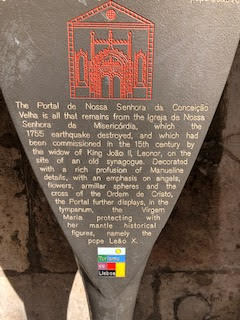 The Portal de Nossa Senhora da Conceição
Velha is all that remains from the Igreja de Nossa
Senhora da Misericórdia, which the
1755 earthquake destroyed, and which had
been commissioned in the 15th century by
the widow of King João II, Leonor, on the
site of an old synagogue. Decorated
with a rich profusion of Manueline
details, with an emphasis on angels,
flowers, armillar spheres and the
cross of the Ordem de Cristo,
the Portal further displays, in the
tympanum, the Virgem
Maria protecting with
her mantle historical
figures, namely the
pope Leão X.
Turismo
de
Lisboa